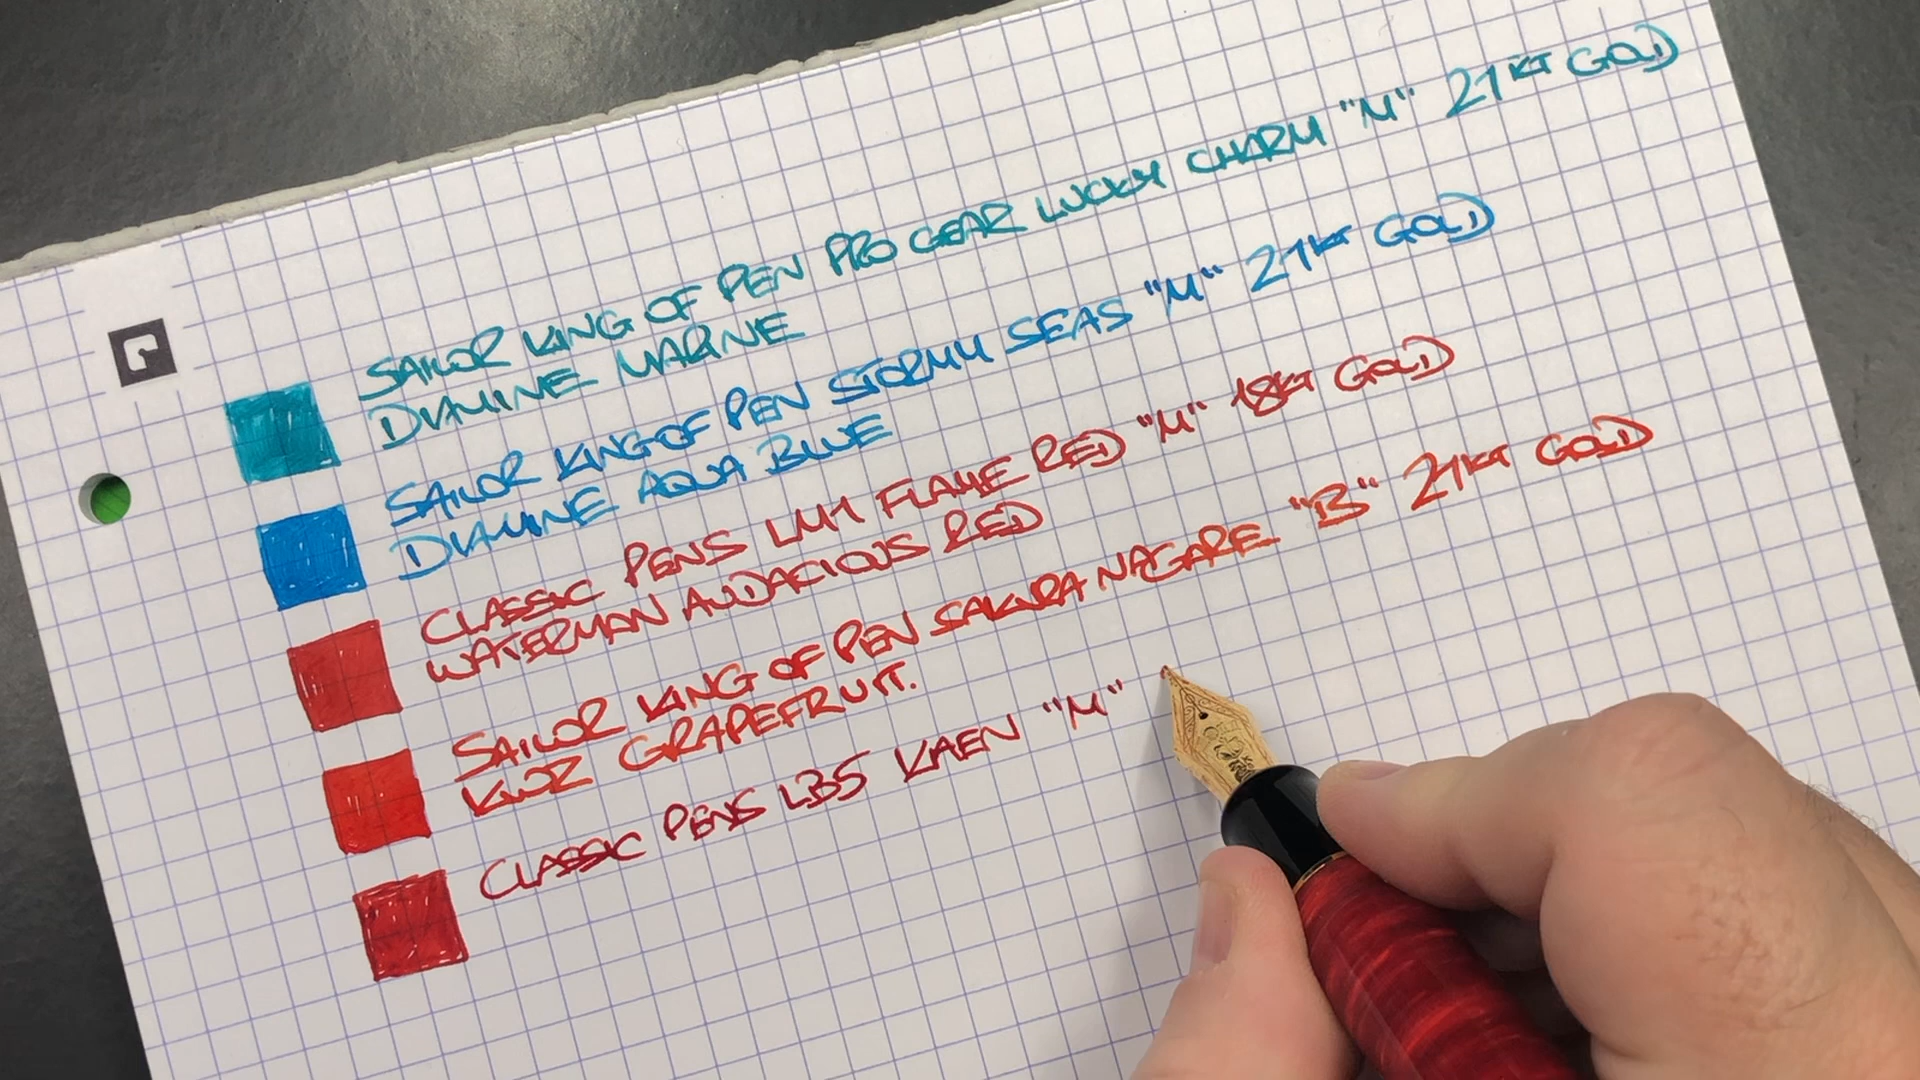 SAILOR KING OF PEN PRO GEAR LUCKY CHARM "M" 21KT GOLD
DIAMINE MARINE
SAILOR KING OF PEN STORMY SEAS "M" 21KT GOLD
DIAMINE AQUA BLUE
CLASSIC PENS LM1 FLAME RED "M" 18KT GOLD
WATERMAN AUDACIOUS RED
SAILOR KING OF PEN SAKURA NAGARE "B" 21KT GOLD
KWZ GRAPEFRUIT.
CLASSIC PENS LB5 KAEN "M"